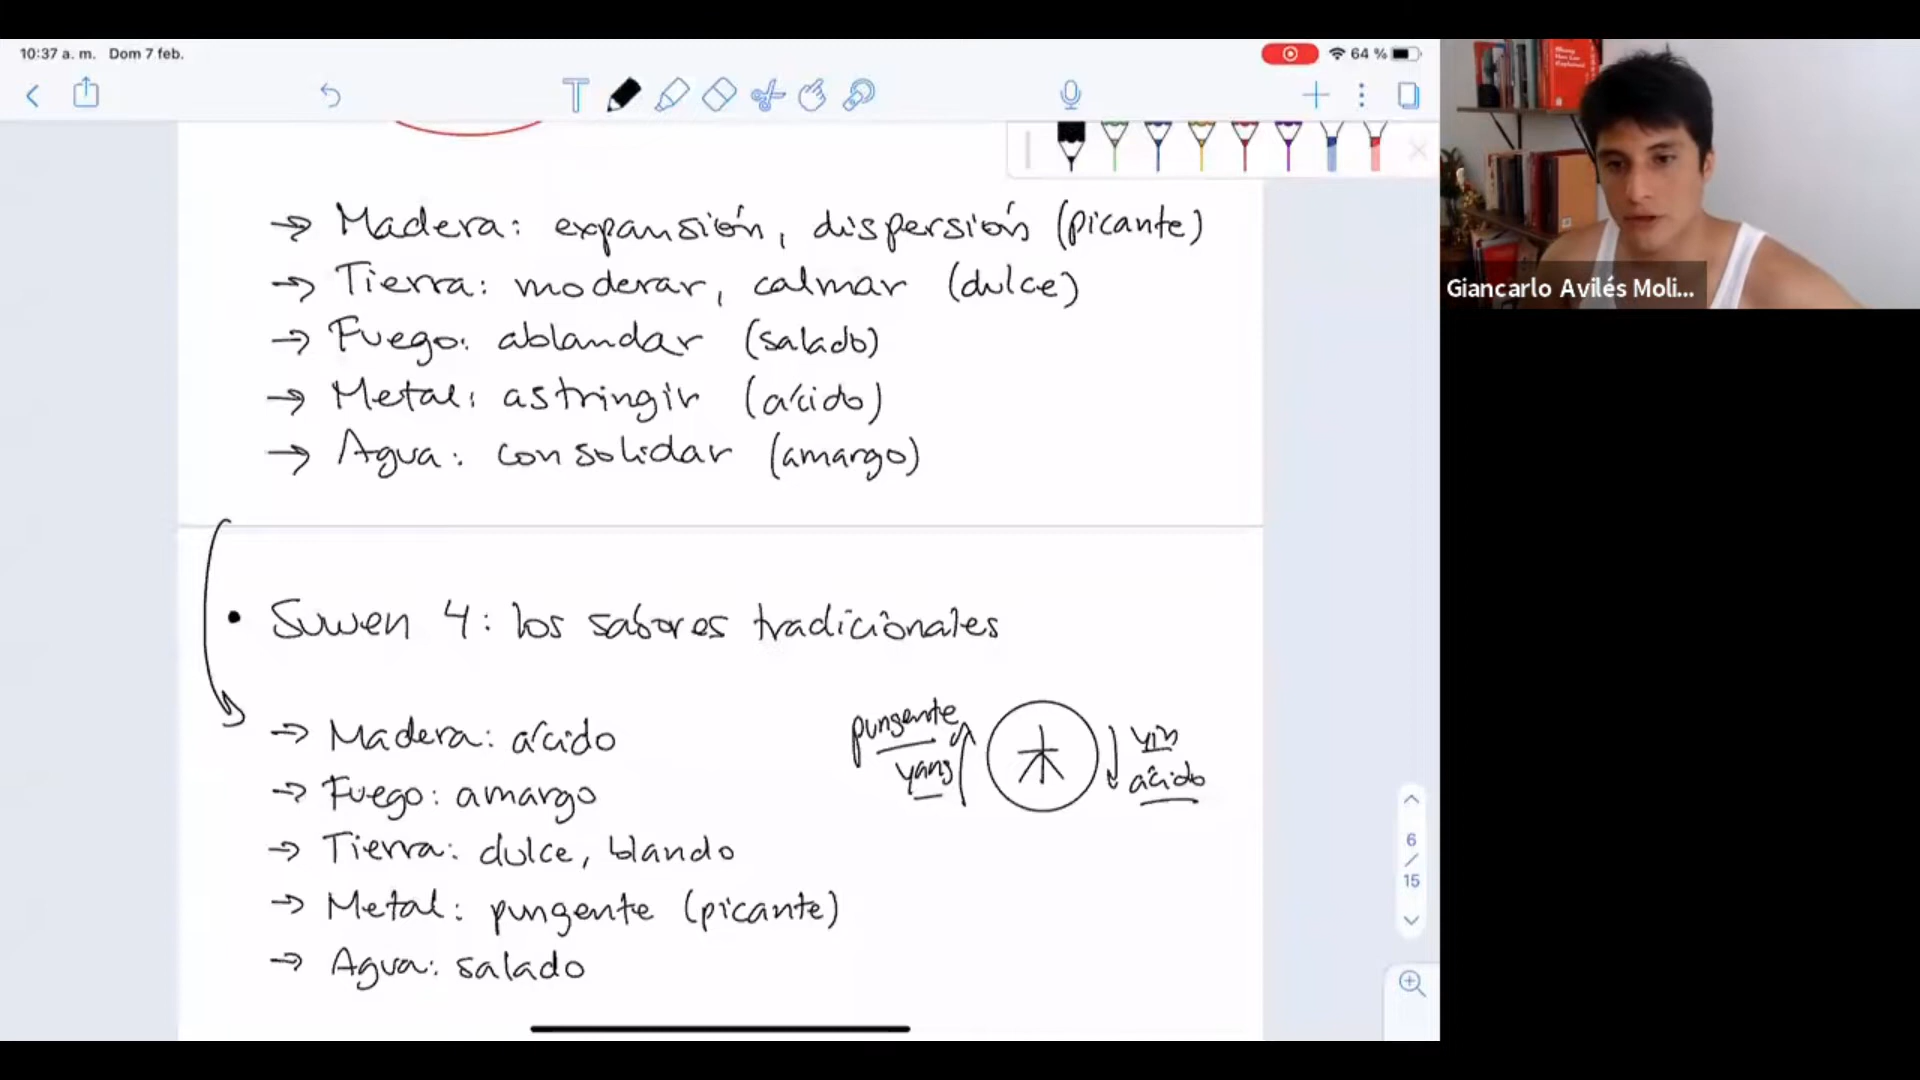 10:37 a. m. Dom 7 feb.
64 %
→ Madera: expansión, dispersión (picante)
→ Tierra: moderar, calmar (dulce)
→ Fuego: ablandar (salado)
→ Metal: astringir (ácido)
→ Agua: consolidar (amargo)
• Suwen 4: los sabores tradicionales
→ Madera: ácido
→ Fuego: amargo
→ Tierra: dulce, blando
→ Metal: pungente (picante)
→ Agua: salado
pungente
yang
木
yin
ácido
6
/
15
Giancarlo Avilés Moli...